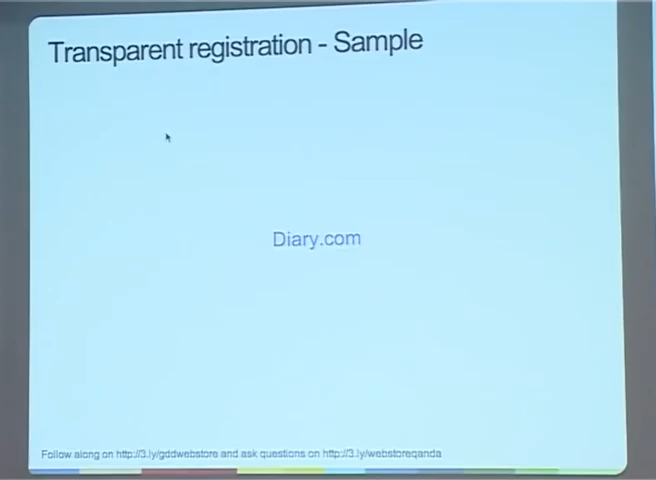 Transparent registration - Sample
Diary.com
Follow along on http://3.ly/gddwebstore and ask questions on http://3.ly/webstoreqanda